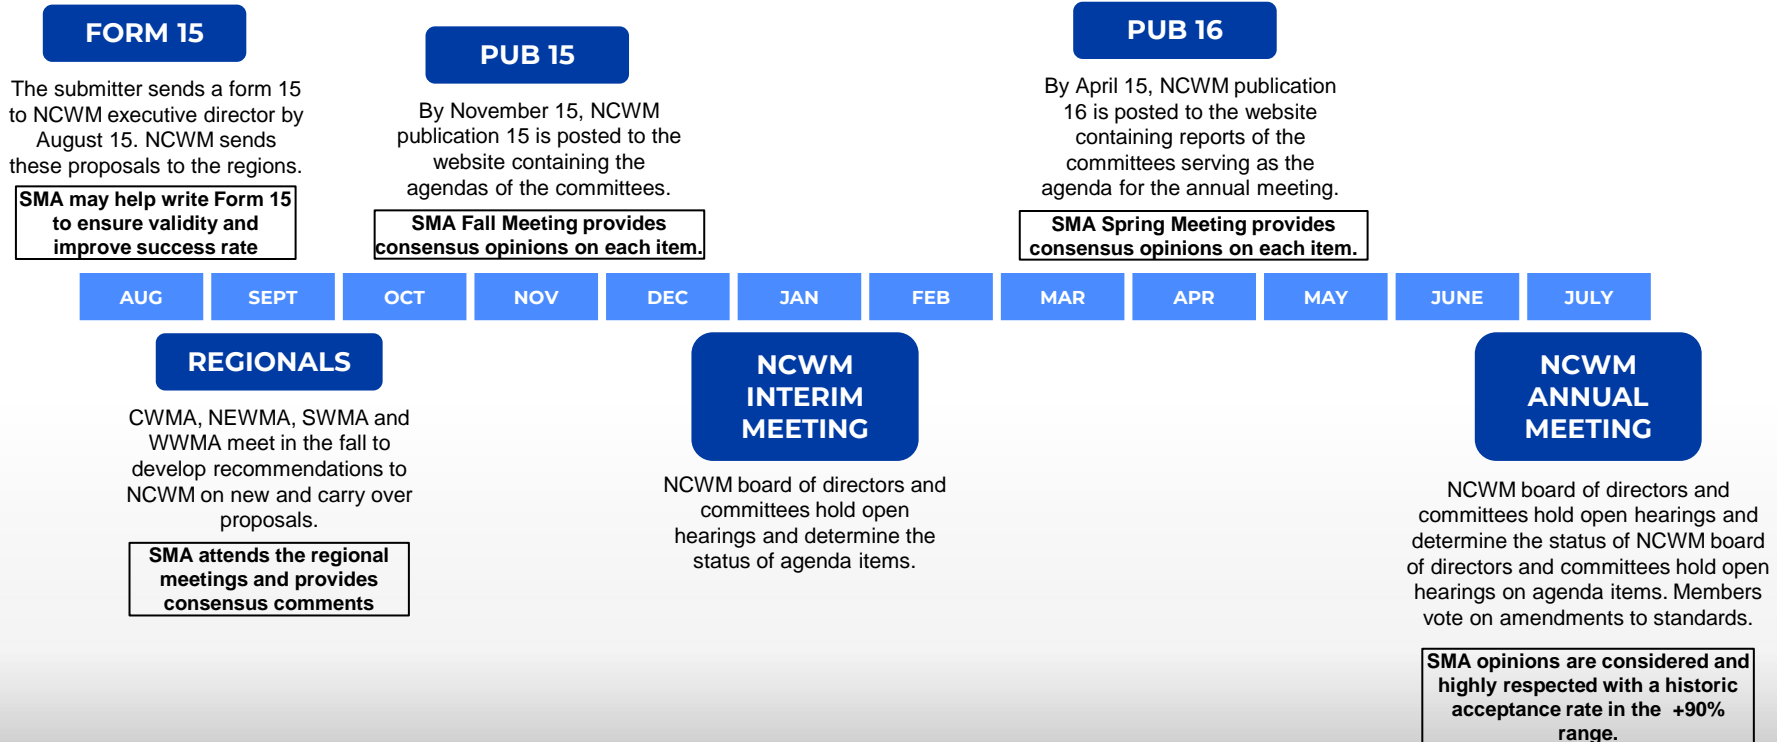 FORM 15
The submitter sends a form 15
to NCWM executive director by
August 15. NCWM sends
these proposals to the regions.
SMA may help write Form 15
to ensure validity and
improve success rate
PUB 15
By November 15, NCWM
publication 15 is posted to the
website containing the
agendas of the committees.
SMA Fall Meeting provides
consensus opinions on each item.
PUB 16
By April 15, NCWM publication
16 is posted to the website
containing reports of the
committees serving as the
agenda for the annual meeting.
SMA Spring Meeting provides
consensus opinions on each item.
AUG SEPT OCT NOV DEC JAN FEB MAR APR MAY JUNE JULY
REGIONALS
CWMA, NEWMA, SWMA and
WWMA meet in the fall to
develop recommendations to
NCWM on new and carry over
proposals.
SMA attends the regional
meetings and provides
consensus comments
NCWM
INTERIM
MEETING
NCWM board of directors and
committees hold open
hearings and determine the
status of agenda items.
NCWM
ANNUAL
MEETING
NCWM board of directors and
committees hold open hearings and
determine the status of NCWM board
of directors and committees hold open
hearings on agenda items. Members
vote on amendments to standards.
SMA opinions are considered and
highly respected with a historic
acceptance rate in the +90%
range.